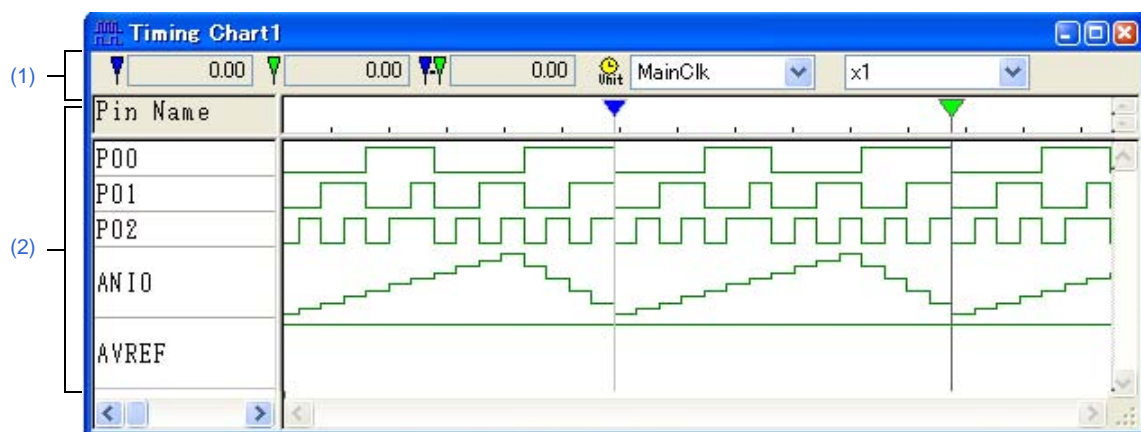 Timing Chart1
(1)
0.00 0.00 0.00 Unit MainClk x1
Pin Name
P00
P01
P02
(2)
ANI0
AVREF